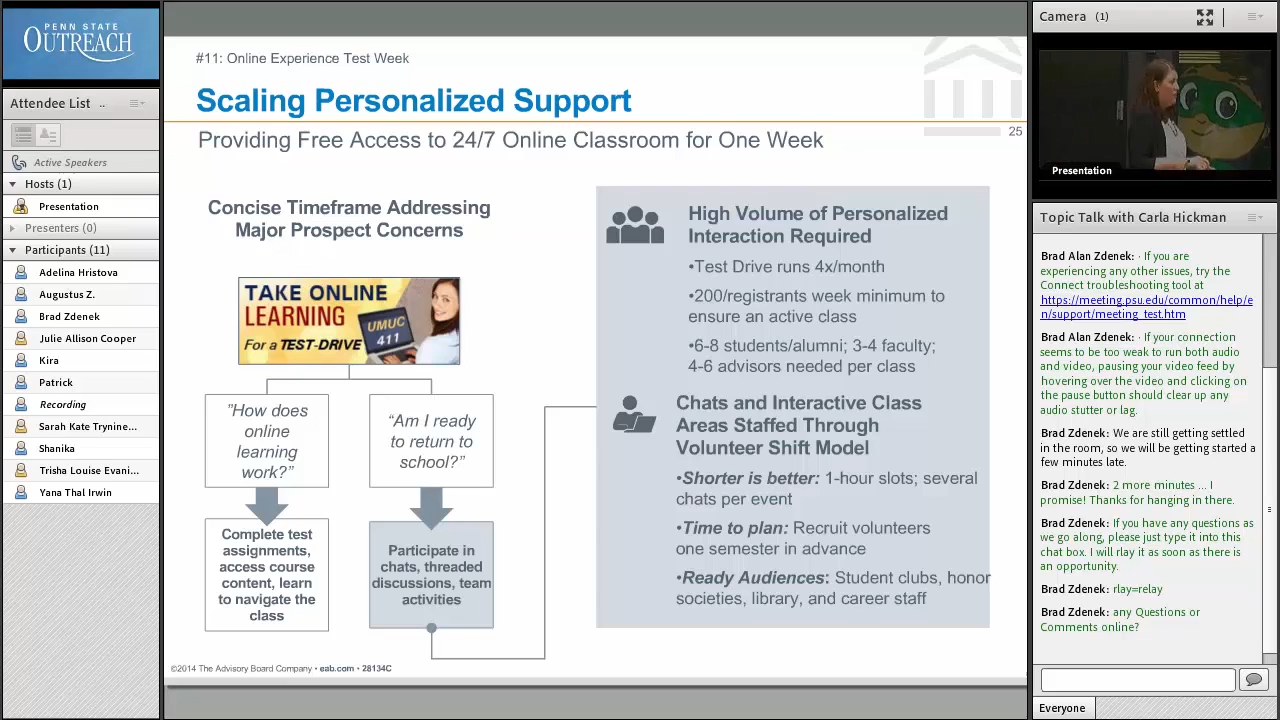 PENN STATE
OUTREACH
Attendee List ..
Active Speakers
Hosts (1)
Presentation
Presenters (0)
Participants (11)
Adelina Hristova
Augustus Z.
Brad Zdenek
Julie Allison Cooper
Kira
Patrick
Recording
Sarah Kate Trynine...
Shanika
Trisha Louise Evani...
Yana Thal Irwin
#11: Online Experience Test Week
Scaling Personalized Support
25
Providing Free Access to 24/7 Online Classroom for One Week
Concise Timeframe Addressing
Major Prospect Concerns
TAKE ONLINE
LEARNING
For a TEST-DRIVE
UMUC
411
"How does
online
learning
work?"
"Am I ready
to return to
school?"
Complete test
assignments,
access course
content, learn
to navigate the
class
Participate in
chats, threaded
discussions, team
activities
High Volume of Personalized
Interaction Required
•Test Drive runs 4x/month
•200/registrants week minimum to
ensure an active class
•6-8 students/alumni; 3-4 faculty;
4-6 advisors needed per class
Chats and Interactive Class
Areas Staffed Through
Volunteer Shift Model
•Shorter is better: 1-hour slots; several
chats per event
•Time to plan: Recruit volunteers
one semester in advance
•Ready Audiences: Student clubs, honor
societies, library, and career staff
©2014 The Advisory Board Company • eab.com • 28134C
Camera (1)
Presentation
Topic Talk with Carla Hickman
Brad Alan Zdenek: · If you are
experiencing any other issues, try the
Connect troubleshooting tool at
https://meeting.psu.edu/common/help/e
n/support/meeting_test.htm
Brad Alan Zdenek: · If your connection
seems to be too weak to run both audio
and video, pausing your video feed by
hovering over the video and clicking on
the pause button should clear up any
audio stutter or lag.
Brad Zdenek: We are still getting settled
in the room, so we will be getting started a
few minutes late.
Brad Zdenek: 2 more minutes ... I
promise! Thanks for hanging in there.
Brad Zdenek: If you have any questions as
we go along, please just type it into this
chat box. I will rlay it as soon as there is
an opportunity.
Brad Zdenek: rlay=relay
Brad Zdenek: any Questions or
Comments online?
Everyone